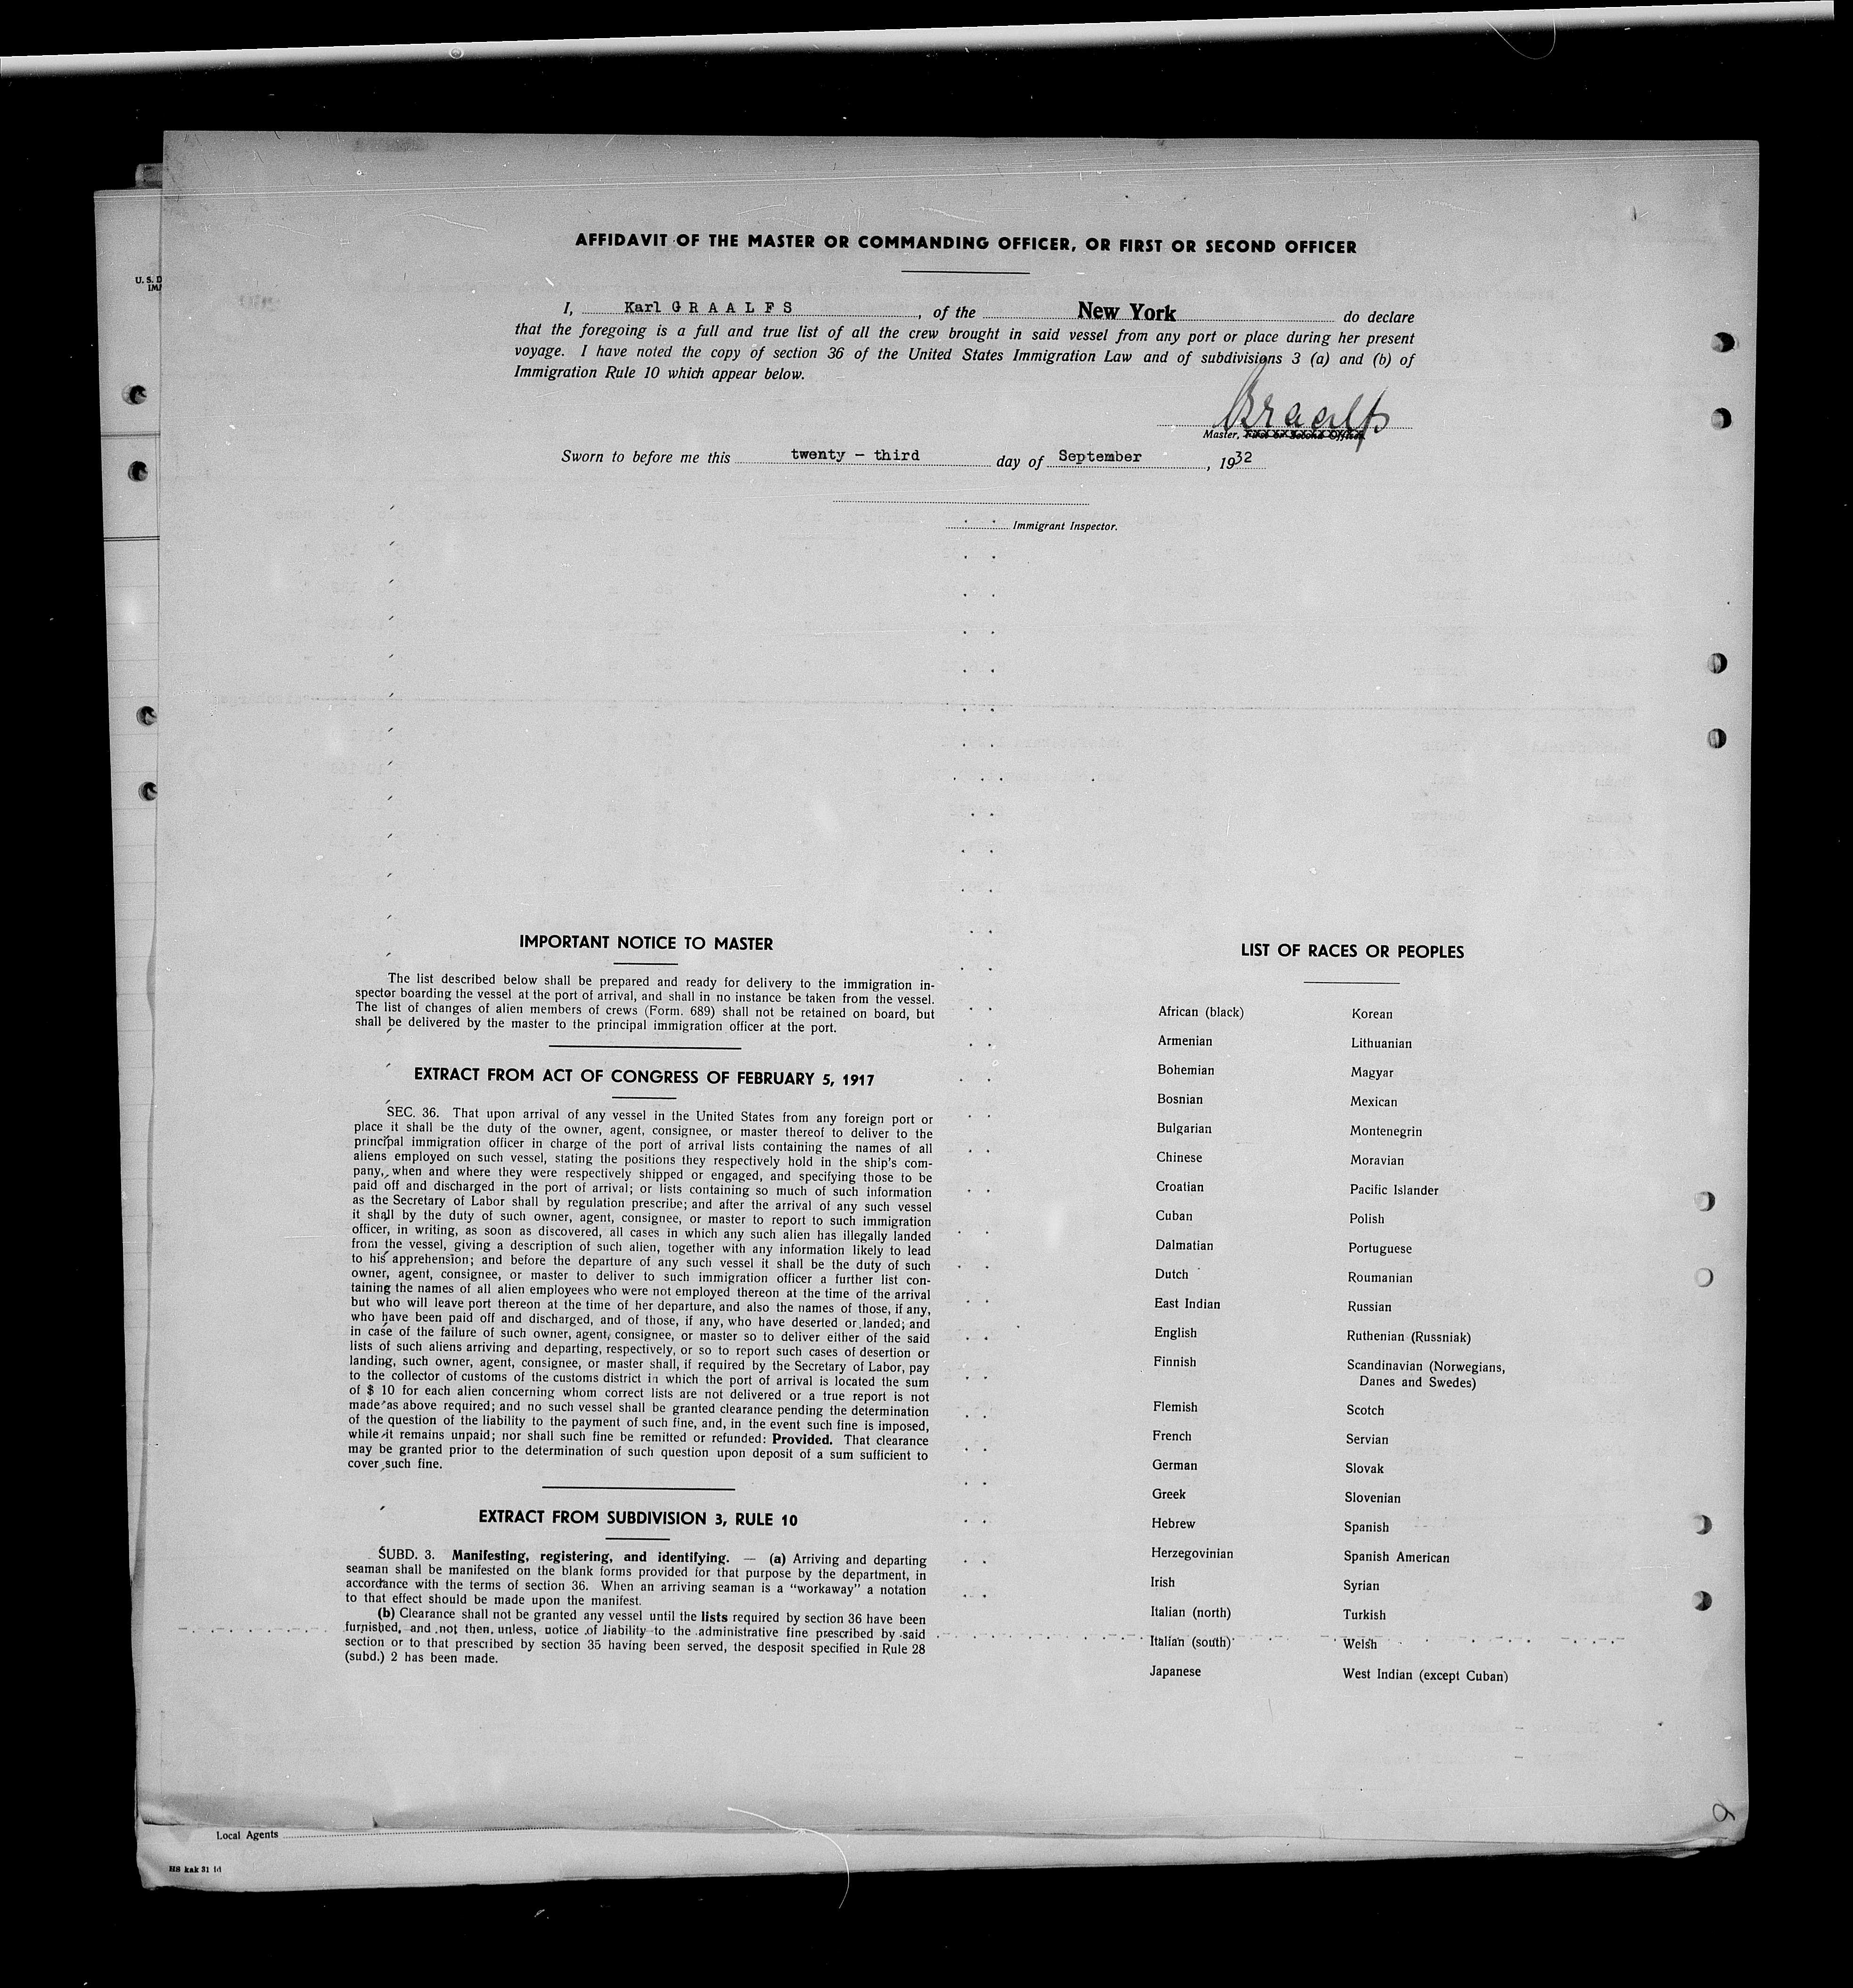 AFFIDAVIT OF THE MASTER OR COMMANDING OFFICER, OR FIRST OR SECOND OFFICER
I, Karl G R A A L F S, of the New York do declare
that the foregoing is a full and true list of all the crew brought in said vessel from any port or place during her present
voyage. I have noted the copy of section 36 of the United States Immigration Law and of subdivisions 3 (a) and (b) of
Immigration Rule 10 which appear below.
Graalfs
Master, First or Second Officer.
Sworn to before me this twenty - third day of September, 1932
Immigrant Inspector.
U. S. D
IMM
IMPORTANT NOTICE TO MASTER
The list described below shall be prepared and ready for delivery to the immigration in-
spector boarding the vessel at the port of arrival, and shall in no instance be taken from the vessel.
The list of changes of alien members of crews (Form. 689) shall not be retained on board, but
shall be delivered by the master to the principal immigration officer at the port.
EXTRACT FROM ACT OF CONGRESS OF FEBRUARY 5, 1917
SEC. 36. That upon arrival of any vessel in the United States from any foreign port or
place it shall be the duty of the owner, agent, consignee, or master thereof to deliver to the
principal immigration officer in charge of the port of arrival lists containing the names of all
aliens employed on such vessel, stating the positions they respectively hold in the ship's com-
pany, when and where they were respectively shipped or engaged, and specifying those to be
paid off and discharged in the port of arrival; or lists containing so much of such information
as the Secretary of Labor shall by regulation prescribe; and after the arrival of any such vessel
it shall by the duty of such owner, agent, consignee, or master to report to such immigration
officer, in writing, as soon as discovered, all cases in which any such alien has illegally landed
from the vessel, giving a description of such alien, together with any information likely to lead
to his apprehension; and before the departure of any such vessel it shall be the duty of such
owner, agent, consignee, or master to deliver to such immigration officer a further list con-
taining the names of all alien employees who were not employed thereon at the time of the arrival
but who will leave port thereon at the time of her departure, and also the names of those, if any,
who have been paid off and discharged, and of those, if any, who have deserted or landed; and
in case of the failure of such owner, agent, consignee, or master so to deliver either of the said
lists of such aliens arriving and departing, respectively, or so to report such cases of desertion or
landing, such owner, agent, consignee, or master shall, if required by the Secretary of Labor, pay
to the collector of customs of the customs district in which the port of arrival is located the sum
of $ 10 for each alien concerning whom correct lists are not delivered or a true report is not
made as above required; and no such vessel shall be granted clearance pending the determination
of the question of the liability to the payment of such fine, and, in the event such fine is imposed,
while it remains unpaid; nor shall such fine be remitted or refunded: Provided. That clearance
may be granted prior to the determination of such question upon deposit of a sum sufficient to
cover such fine.
EXTRACT FROM SUBDIVISION 3, RULE 10
SUBD. 3. Manifesting, registering, and identifying. — (a) Arriving and departing
seaman shall be manifested on the blank forms provided for that purpose by the department, in
accordance with the terms of section 36. When an arriving seaman is a "workaway" a notation
to that effect should be made upon the manifest.
(b) Clearance shall not be granted any vessel until the lists required by section 36 have been
furnished, and not then unless, notice of liability to the administrative fine prescribed by said
section or to that prescribed by section 35 having been served, the desposit specified in Rule 28
(subd.) 2 has been made.
LIST OF RACES OR PEOPLES
African (black)
Armenian
Bohemian
Bosnian
Bulgarian
Chinese
Croatian
Cuban
Dalmatian
Dutch
East Indian
English
Finnish
Flemish
French
German
Greek
Hebrew
Herzegovinian
Irish
Italian (north)
Italian (south)
Japanese
Korean
Lithuanian
Magyar
Mexican
Montenegrin
Moravian
Pacific Islander
Polish
Portuguese
Roumanian
Russian
Ruthenian (Russniak)
Scandinavian (Norwegians,
Danes and Swedes)
Scotch
Servian
Slovak
Slovenian
Spanish
Spanish American
Syrian
Turkish
Welsh
West Indian (except Cuban)
Local Agents
HB kak 31 fd